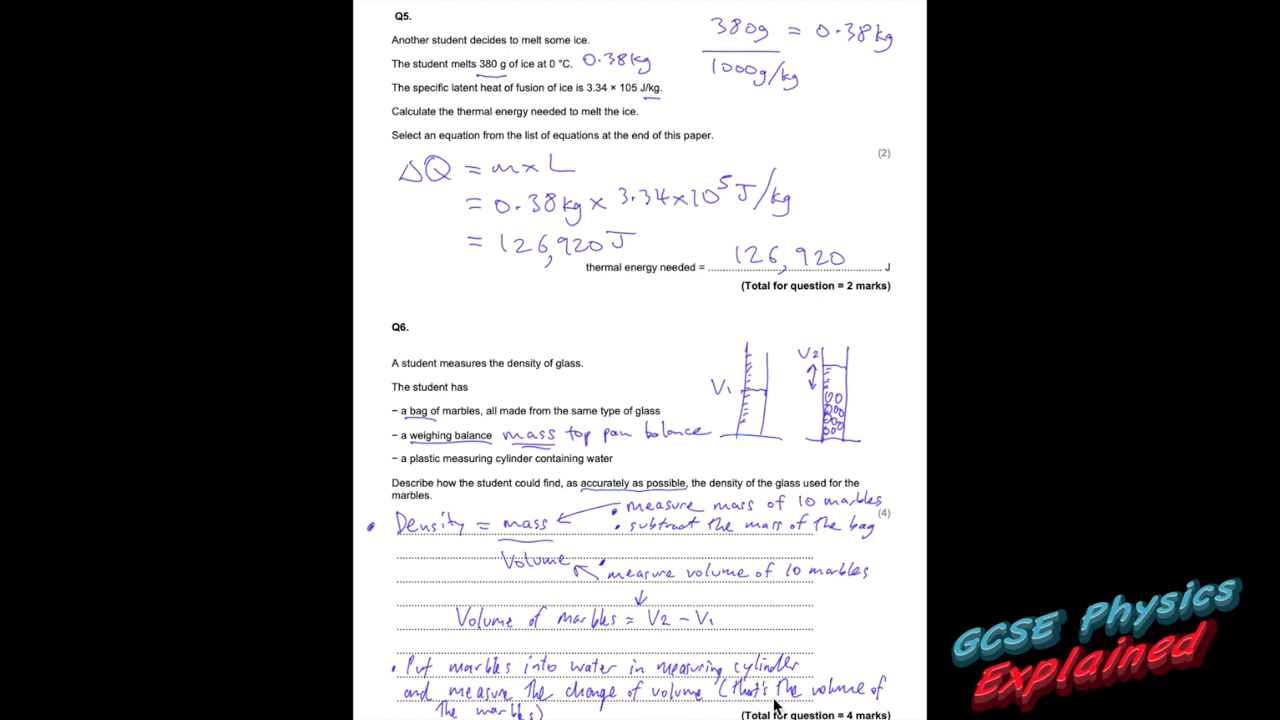 Q5.
380g = 0.38kg
1000g/kg
Another student decides to melt some ice.
The student melts 380 g of ice at 0 °C. 0.38kg
The specific latent heat of fusion of ice is 3.34 × 105 J/kg.
Calculate the thermal energy needed to melt the ice.
Select an equation from the list of equations at the end of this paper.
(2)
ΔQ = m x L
= 0.38kg x 3.34x10⁵ J/kg
= 126,920 J
thermal energy needed = 126,920 J
(Total for question = 2 marks)
Q6.
A student measures the density of glass.
The student has
– a bag of marbles, all made from the same type of glass
– a weighing balance mass top pan balance
– a plastic measuring cylinder containing water
V1
V2
Describe how the student could find, as accurately as possible, the density of the glass used for the
marbles.
(4)
• measure mass of 10 marbles
• Density = mass
• subtract the mass of the bag
Volume
• measure volume of 10 marbles
Volume of marbles = V2 - V1
• Put marbles into water in measuring cylinder
and measure the change of volume (that's the volume of
the marbles)
(Total for question = 4 marks)
GCSE Physics
Explained